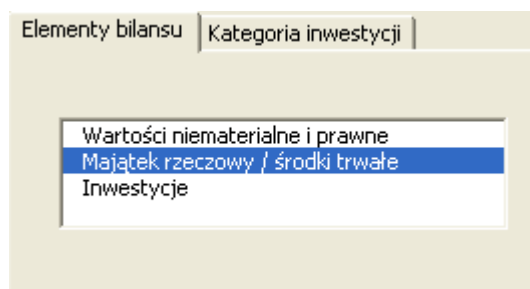 Elementy bilansu Kategoria inwestycji
Wartości niematerialne i prawne
Majątek rzeczowy / środki trwałe
Inwestycje